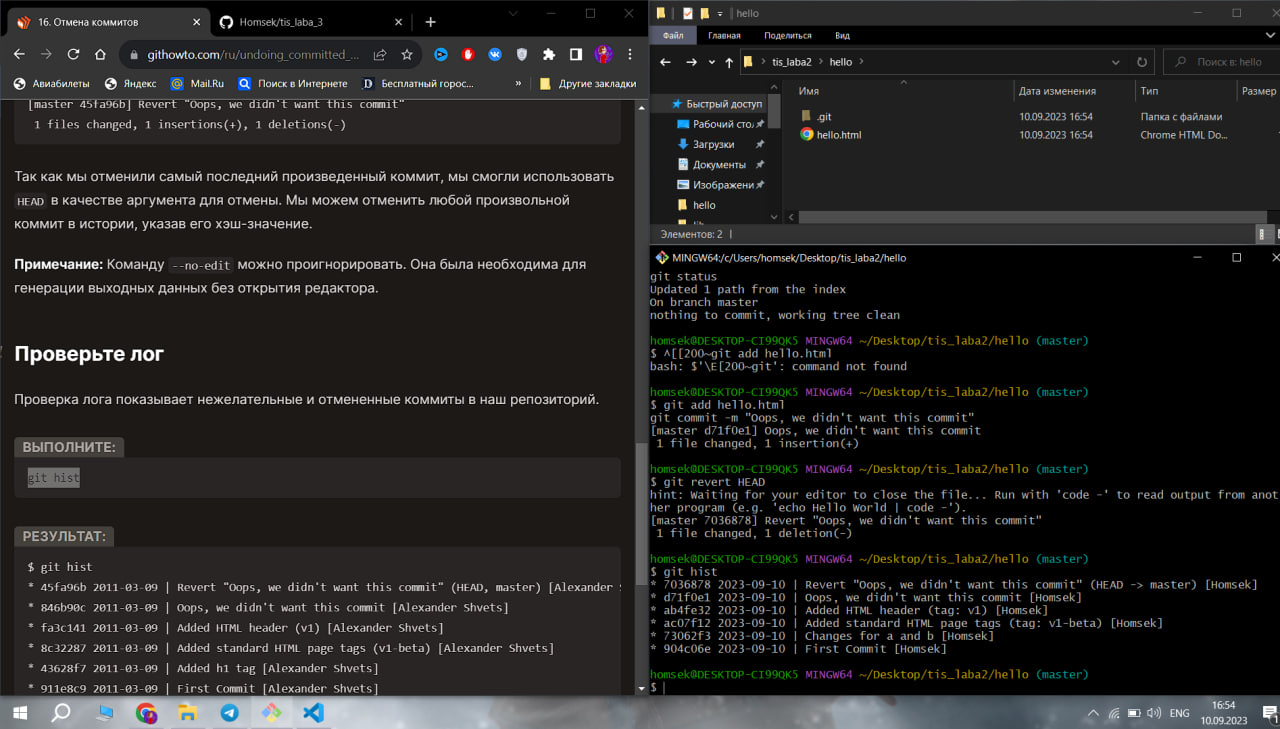 16. Отмена коммитов
Homsek/tis_laba_3
githowto.com/ru/undoing_committed_...
Авиабилеты
Яндекс
Mail.Ru
Поиск в Интернете
Бесплатный горос...
»
Другие закладки
[master 45fa96b] Revert "Oops, we didn't want this commit"
1 files changed, 1 insertions(+), 1 deletions(-)
Так как мы отменили самый последний произведенный коммит, мы смогли использовать
HEAD в качестве аргумента для отмены. Мы можем отменить любой произвольной
коммит в истории, указав его хэш-значение.
Примечание: Команду --no-edit можно проигнорировать. Она была необходима для
генерации выходных данных без открытия редактора.
Проверьте лог
Проверка лога показывает нежелательные и отмененные коммиты в наш репозиторий.
ВЫПОЛНИТЕ:
git hist
РЕЗУЛЬТАТ:
$ git hist
* 45fa96b 2011-03-09 | Revert "Oops, we didn't want this commit" (HEAD, master) [Alexander S
* 846b90c 2011-03-09 | Oops, we didn't want this commit [Alexander Shvets]
* fa3c141 2011-03-09 | Added HTML header (v1) [Alexander Shvets]
* 8c32287 2011-03-09 | Added standard HTML page tags (v1-beta) [Alexander Shvets]
* 43628f7 2011-03-09 | Added h1 tag [Alexander Shvets]
* 911e8c9 2011-03-09 | First Commit [Alexander Shvets]
hello
Файл
Главная
Поделиться
Вид
tis_laba2 > hello >
Поиск в: hello
Быстрый доступ
Рабочий стол
Загрузки
Документы
Изображени
hello
Имя
Дата изменения
Тип
Размер
.git
10.09.2023 16:54
Папка с файлами
hello.html
10.09.2023 16:54
Chrome HTML Do...
Элементов: 2
MINGW64:/c/Users/homsek/Desktop/tis_laba2/hello
git status
Updated 1 path from the index
On branch master
nothing to commit, working tree clean
homsek@DESKTOP-CI99QK5 MINGW64 ~/Desktop/tis_laba2/hello (master)
$ ^[[200~git add hello.html
bash: $'\E[200~git': command not found
homsek@DESKTOP-CI99QK5 MINGW64 ~/Desktop/tis_laba2/hello (master)
$ git add hello.html
git commit -m "Oops, we didn't want this commit"
[master d71f0e1] Oops, we didn't want this commit
1 file changed, 1 insertion(+)
homsek@DESKTOP-CI99QK5 MINGW64 ~/Desktop/tis_laba2/hello (master)
$ git revert HEAD
hint: Waiting for your editor to close the file... Run with 'code -' to read output from anot
her program (e.g. 'echo Hello World | code -').
[master 7036878] Revert "Oops, we didn't want this commit"
1 file changed, 1 deletion(-)
homsek@DESKTOP-CI99QK5 MINGW64 ~/Desktop/tis_laba2/hello (master)
$ git hist
* 7036878 2023-09-10 | Revert "Oops, we didn't want this commit" (HEAD -> master) [Homsek]
* d71f0e1 2023-09-10 | Oops, we didn't want this commit [Homsek]
* ab4fe32 2023-09-10 | Added HTML header (tag: v1) [Homsek]
* ac07f12 2023-09-10 | Added standard HTML page tags (tag: v1-beta) [Homsek]
* 73062f3 2023-09-10 | Changes for a and b [Homsek]
* 904c06e 2023-09-10 | First Commit [Homsek]
homsek@DESKTOP-CI99QK5 MINGW64 ~/Desktop/tis_laba2/hello (master)
$
ENG
16:54
10.09.2023
1